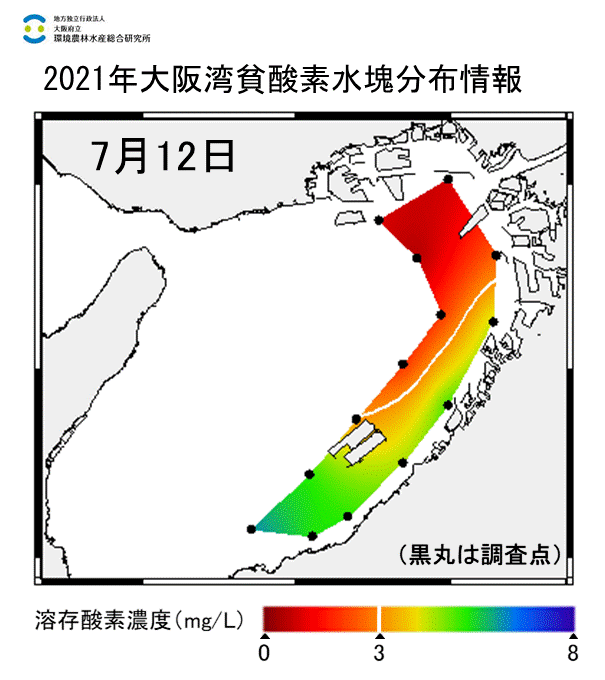 地方独立行政法人
大阪府立
環境農林水産総合研究所
2021年大阪湾貧酸素水塊分布情報
7月12日
(黒丸は調査点)
溶存酸素濃度(mg/L)
0 3 8